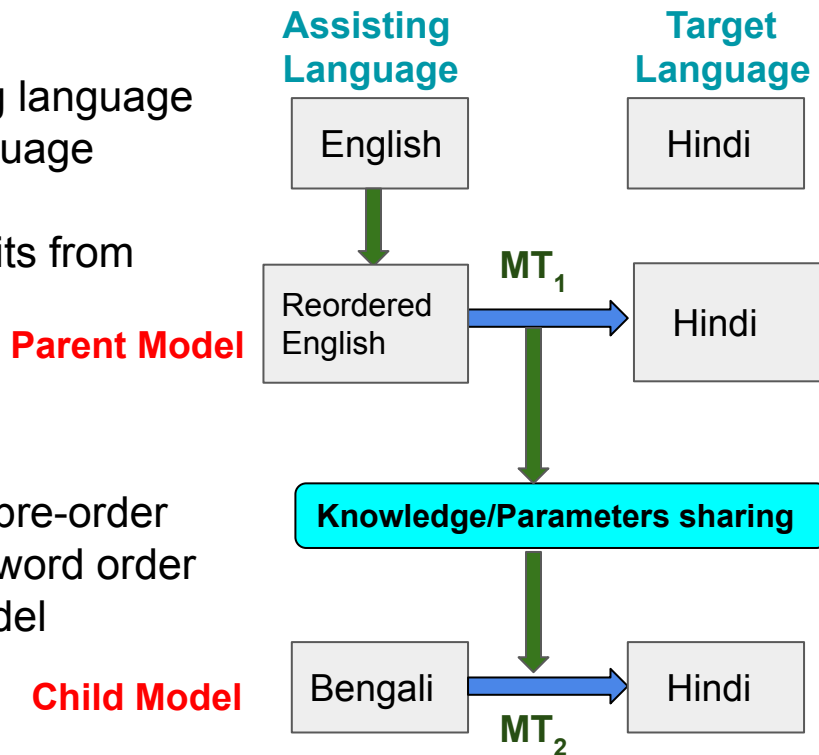 Assisting
Language
Target
Language
g language
uage
English
Hindi
its from
MT₁
Reordered
English
Hindi
Parent Model
pre-order
word order
del
Knowledge/Parameters sharing
Child Model
Bengali
Hindi
MT₂